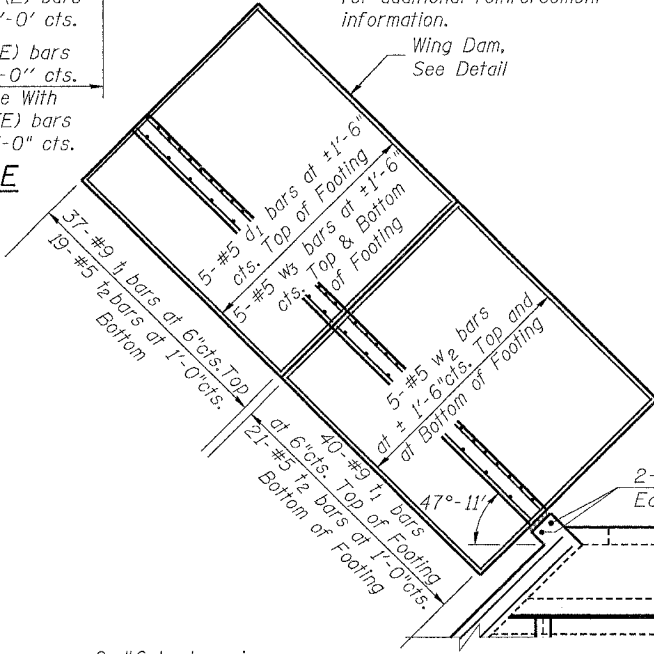 (E) bars
'-0' cts.
(E) bars
-0'' cts.
e With
(E) bars
'-0" cts.
E
For additional reinforcement
information.
Wing Dam,
See Detail
5-#5 d1 bars at ±1'-6"
cts. Top of Footing
5-#5 w3 bars at ±1'-6"
cts. Top & Bottom
of Footing
37-#9 t1 bars at 6"cts. Top
19-#5 t2 bars at 1'-0"cts.
Bottom
5-#5 w2 bars
at ± 1'-6"cts. Top and
at Bottom of Footing
40-#9 t1 bars
at 6"cts. Top of Footing
21-#5 t2 bars at 1'-0"cts.
Bottom of Footing
47°-11'
2-